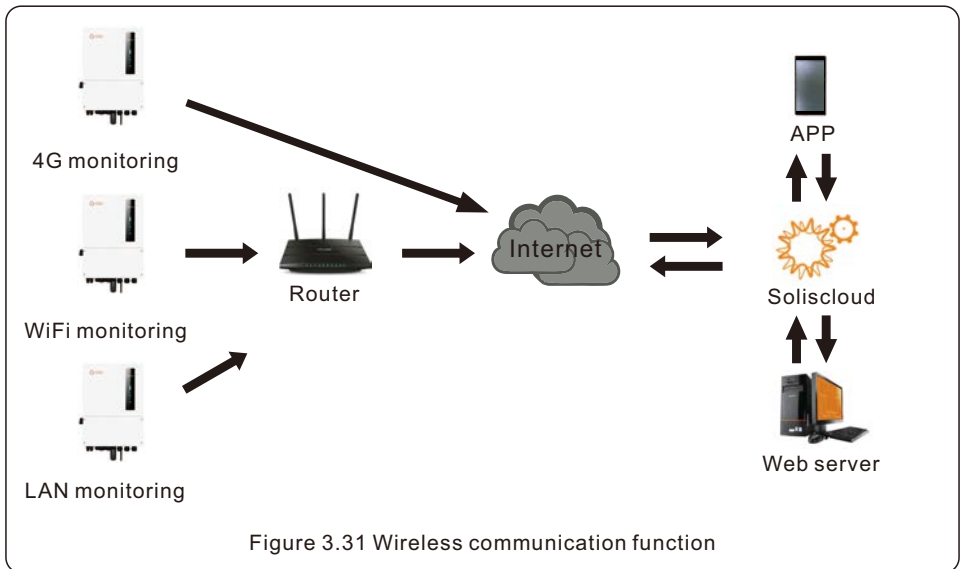 4G monitoring
APP
Internet
Router
Soliscloud
WiFi monitoring
Web server
LAN monitoring
Figure 3.31 Wireless communication function